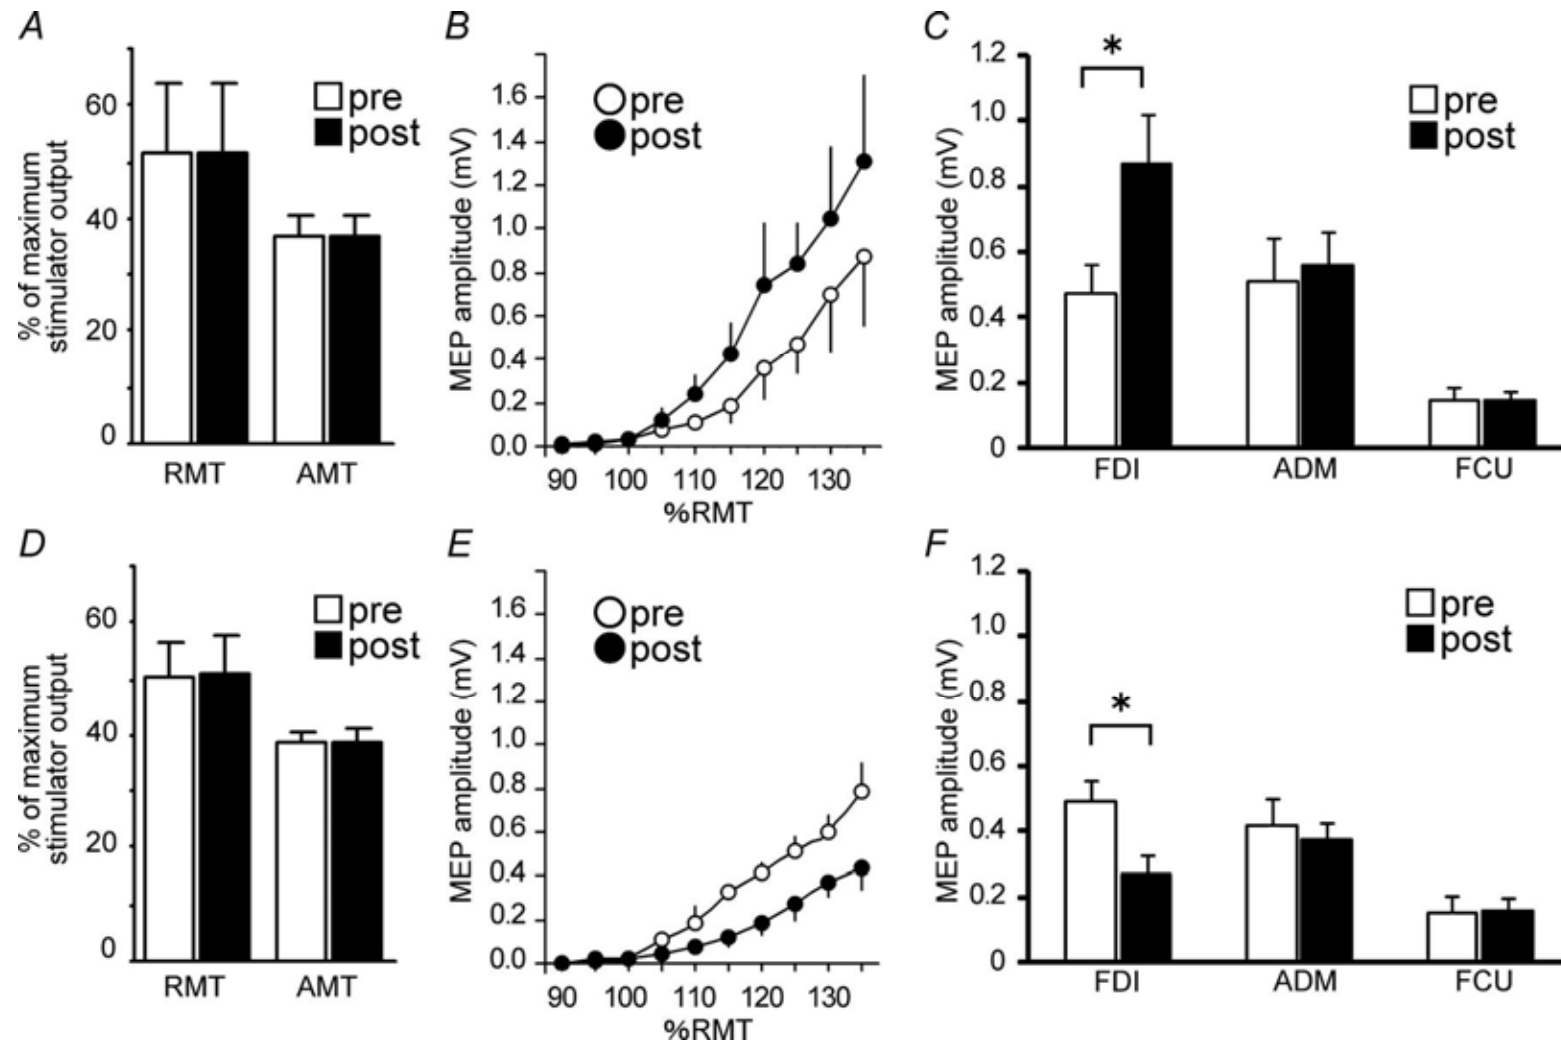 A
% of maximum
stimulator output
60
40
20
0
pre
post
RMT AMT
B
MEP amplitude (mV)
1.6
1.4
1.2
1.0
0.8
0.6
0.4
0.2
0.0
pre
post
90 100 110 120 130
%RMT
C
MEP amplitude (mV)
1.2
1.0
0.8
0.6
0.4
0.2
0
*
pre
post
FDI ADM FCU
D
% of maximum
stimulator output
60
40
20
0
pre
post
RMT AMT
E
MEP amplitude (mV)
1.6
1.4
1.2
1.0
0.8
0.6
0.4
0.2
0.0
pre
post
90 100 110 120 130
%RMT
F
MEP amplitude (mV)
1.2
1.0
0.8
0.6
0.4
0.2
0
*
pre
post
FDI ADM FCU